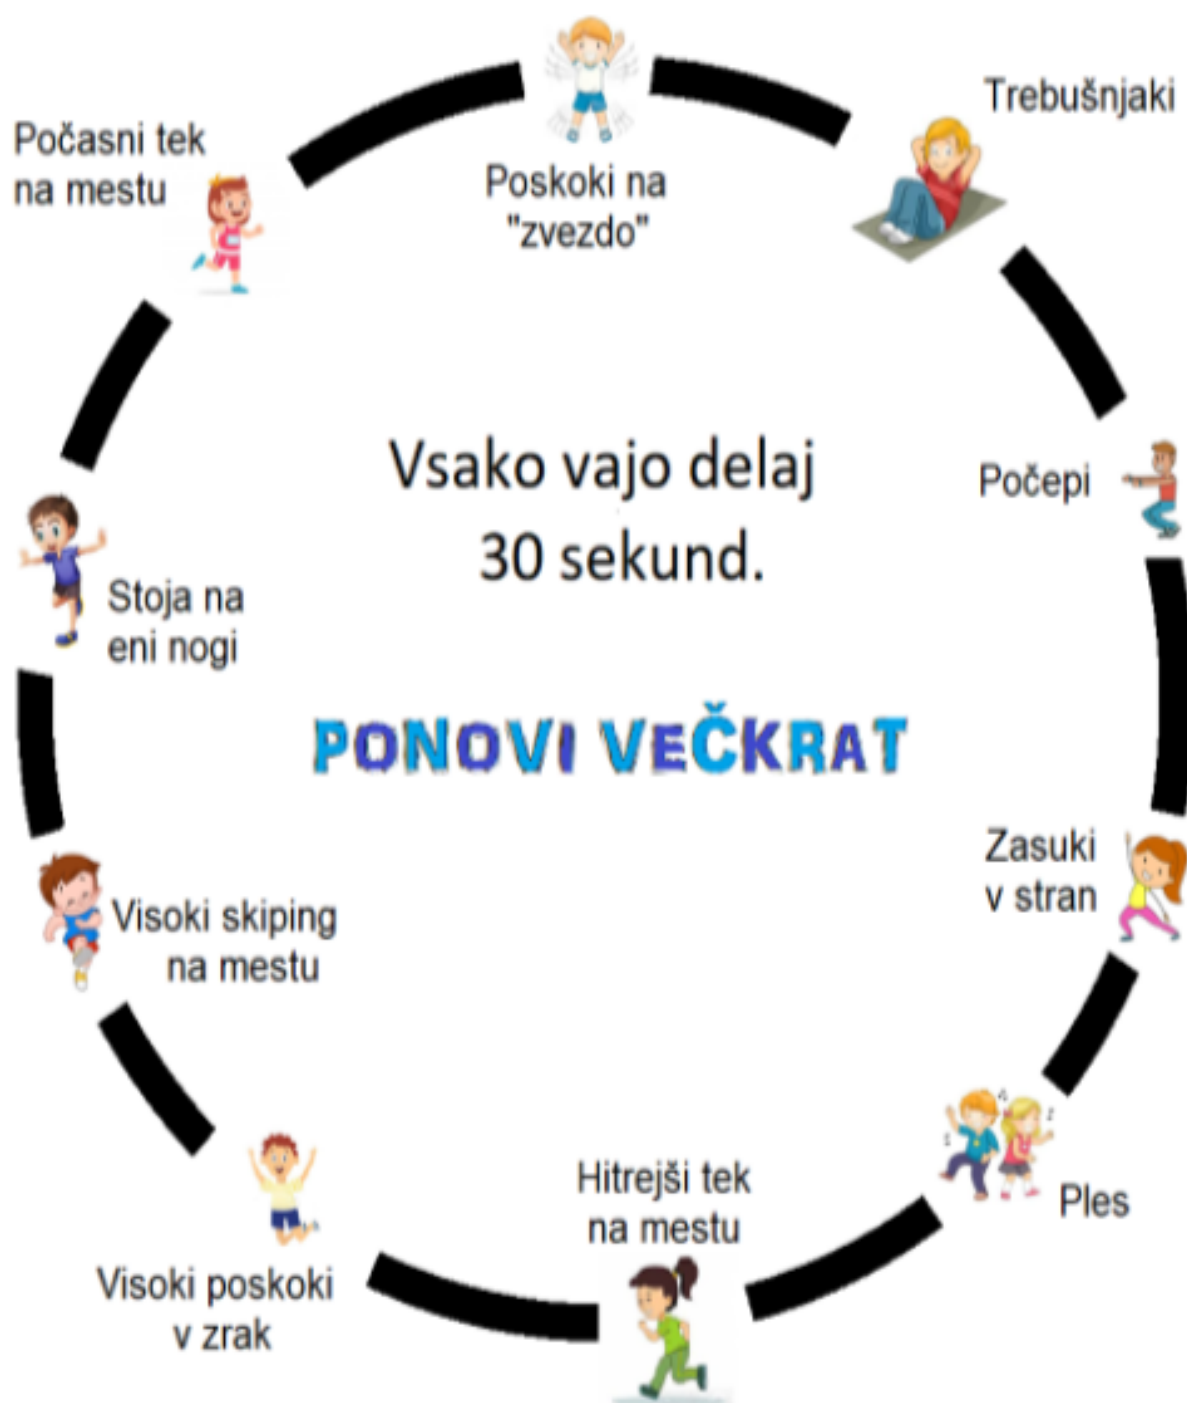 Poskoki na
"zvezdo"
Trebušnjaki
Počepi
Zasuki
v stran
Ples
Hitrejši tek
na mestu
Visoki poskoki
v zrak
Visoki skiping
na mestu
Stoja na
eni nogi
Počasni tek
na mestu
Vsako vajo delaj
30 sekund.
PONOVI VEČKRAT